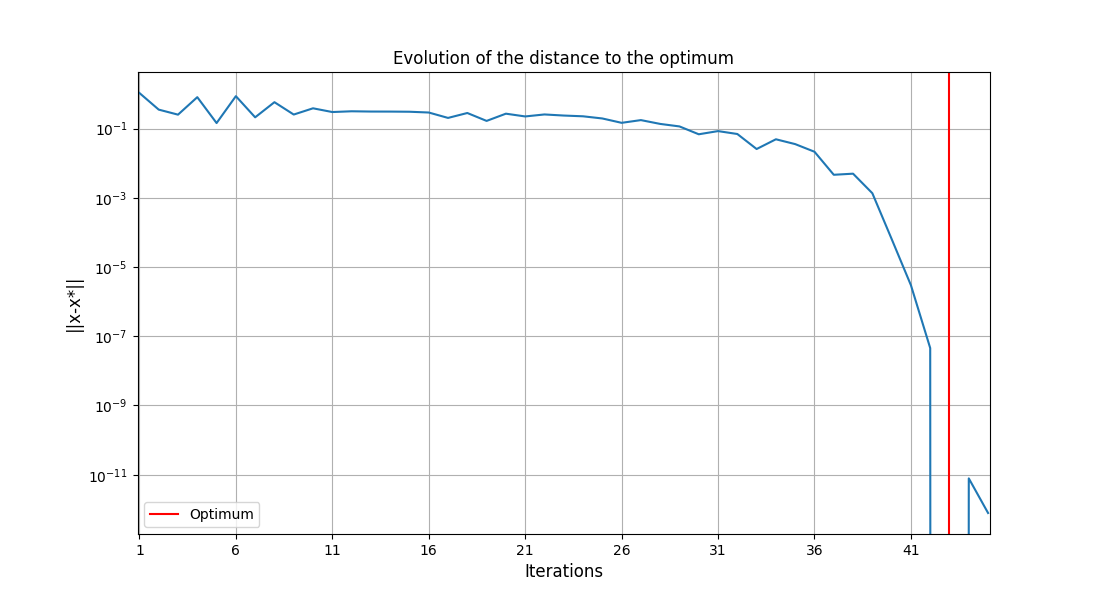 Evolution of the distance to the optimum
||x-x*||
10⁻¹
10⁻³
10⁻⁵
10⁻⁷
10⁻⁹
10⁻¹¹
Optimum
1 6 11 16 21 26 31 36 41
Iterations